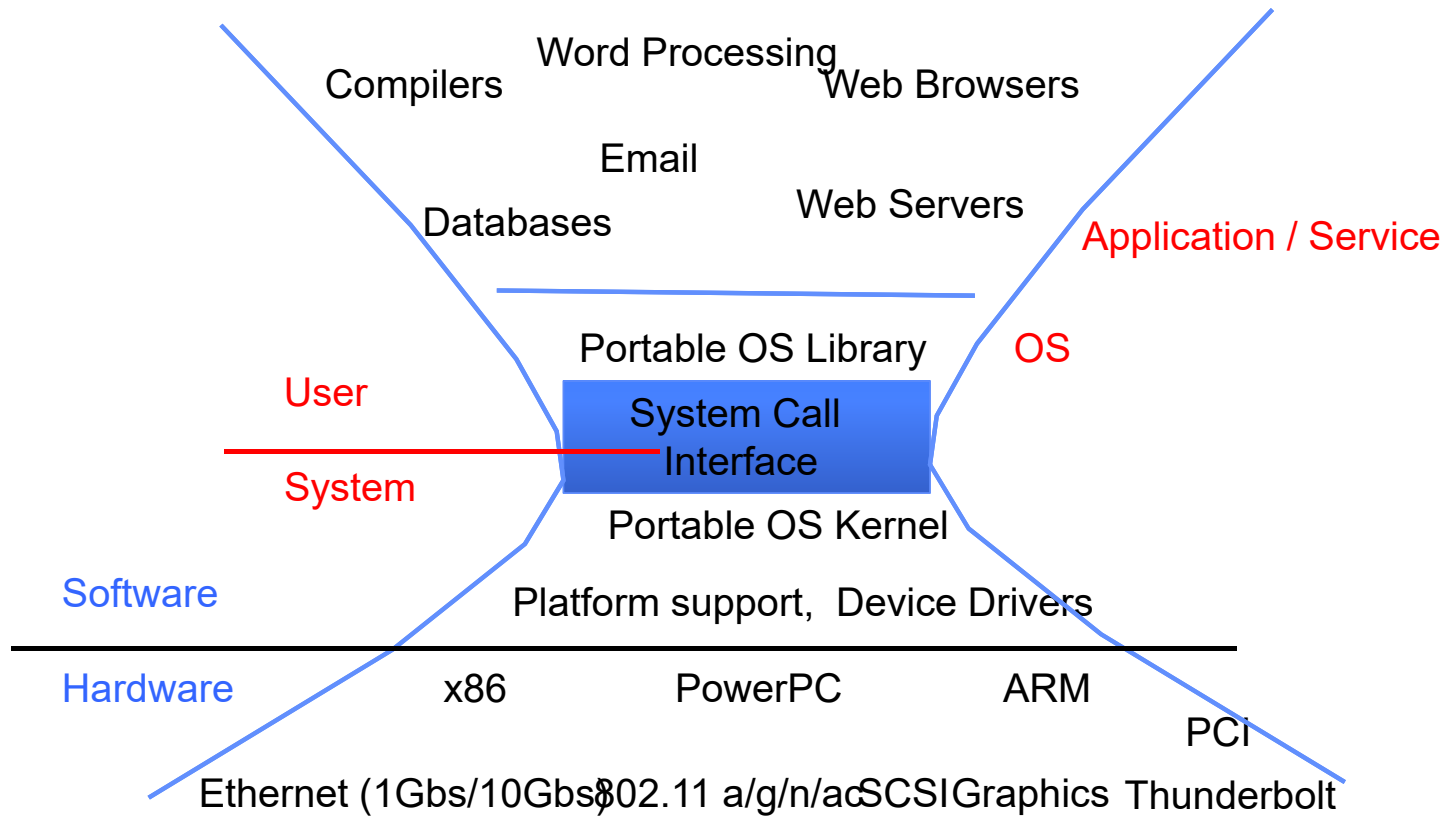 Word Processing
Compilers
Web Browsers
Email
Web Servers
Databases
Application / Service
Portable OS Library
OS
User
System Call
Interface
System
Portable OS Kernel
Software
Platform support,  Device Drivers
Hardware
x86
PowerPC
ARM
PCI
Ethernet (1Gbs/10Gbs)
802.11 a/g/n/ac
SCSI
Graphics
Thunderbolt